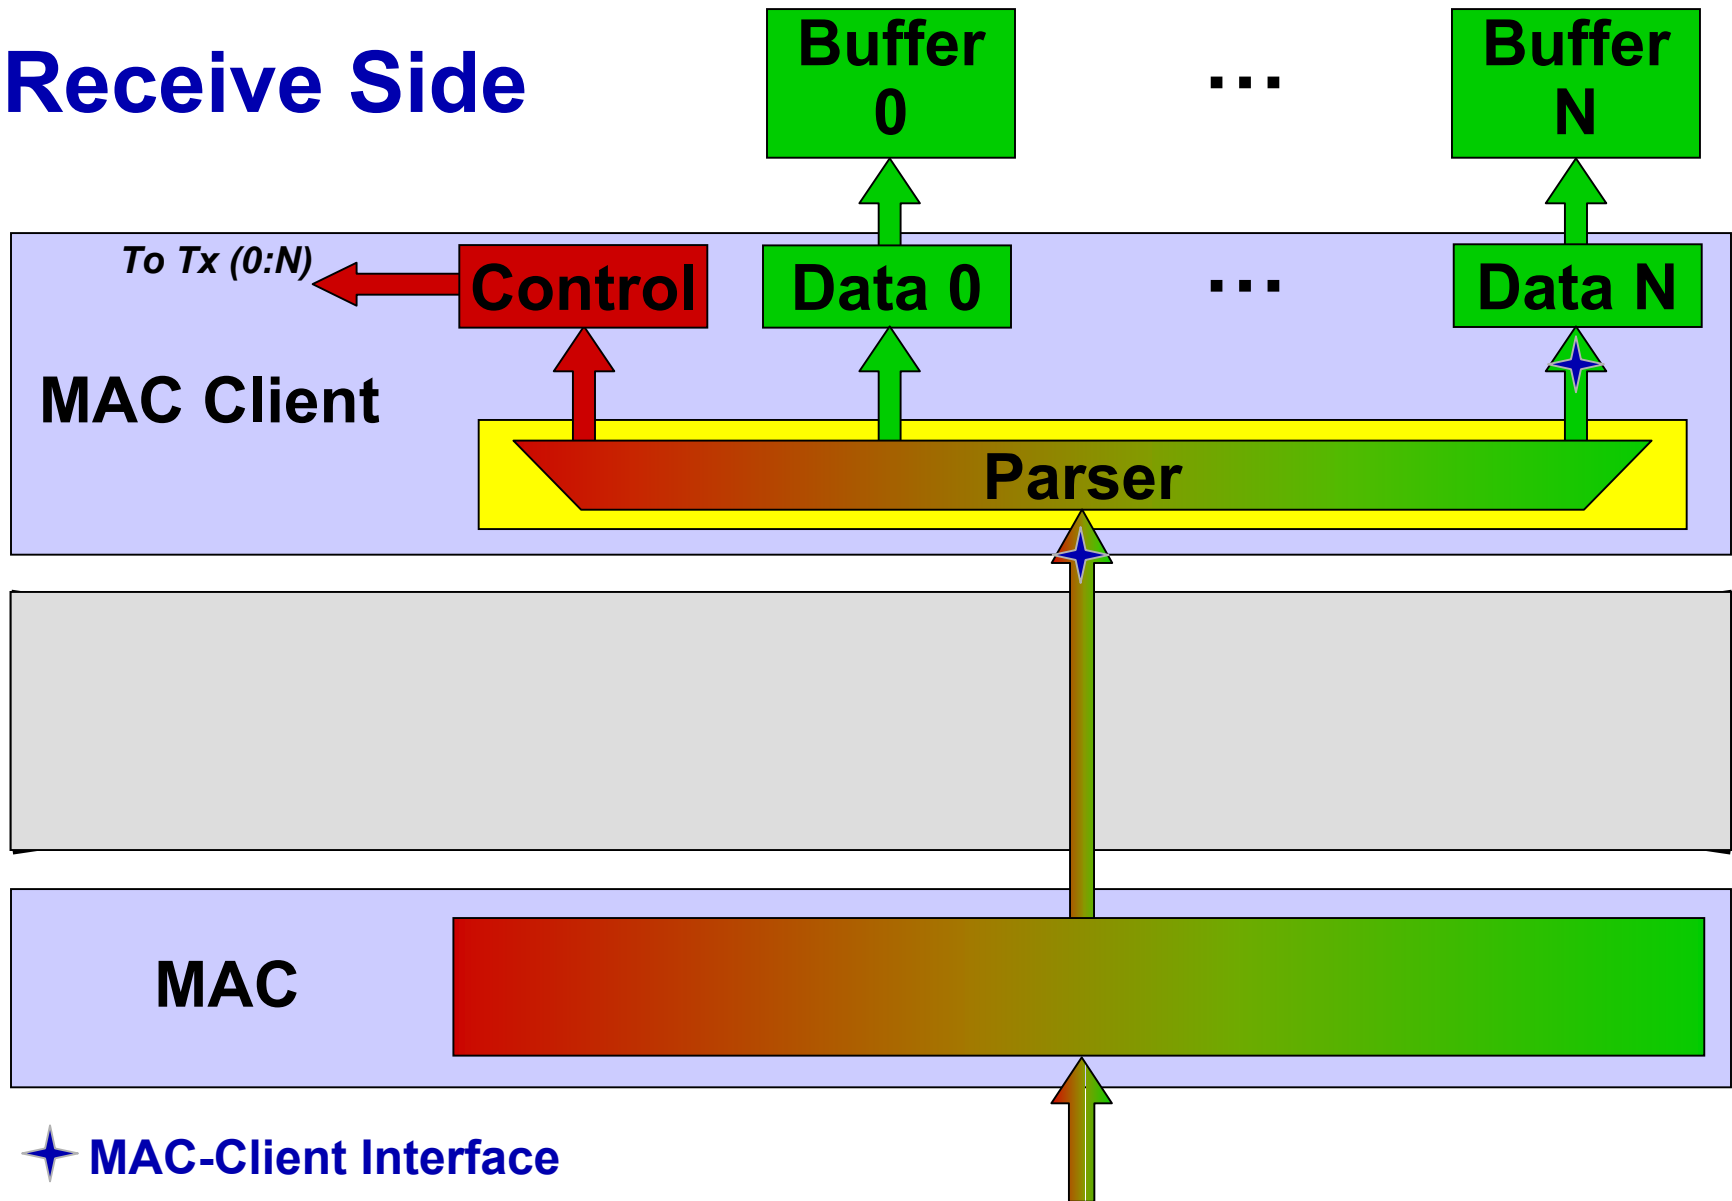 Receive Side
Buffer
0
...
Buffer
N
To Tx (0:N)
Control
Data 0
...
Data N
MAC Client
Parser
MAC
MAC-Client Interface